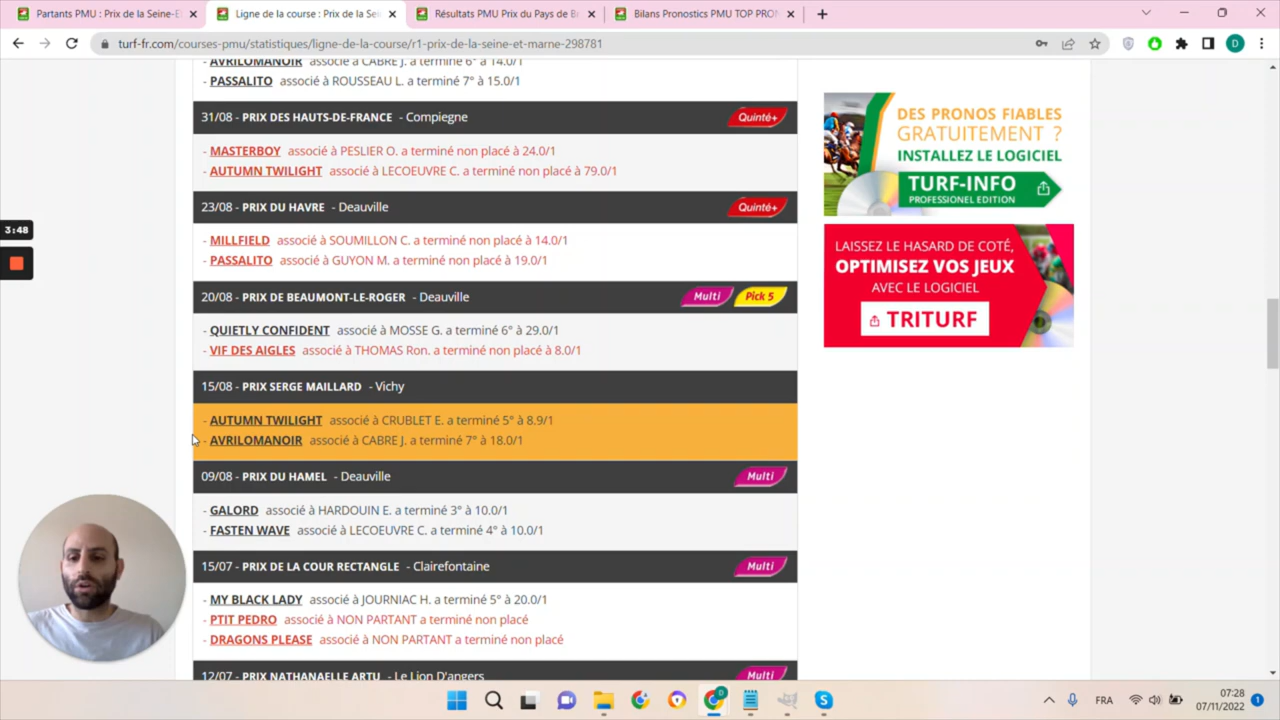 Partants PMU : Prix de la Seine-E
Ligne de la course : Prix de la Sei
Résultats PMU Prix du Pays de B
Bilans Pronostics PMU TOP PRON
turf-fr.com/courses-pmu/statistiques/ligne-de-la-course/r1-prix-de-la-seine-et-marne-298781
D
- AVRILOMANOIR associé à CABRE J. a terminé 6° à 14.0/1
- PASSALITO associé à ROUSSEAU L. a terminé 7° à 15.0/1
31/08 - PRIX DES HAUTS-DE-FRANCE - Compiegne
Quinté+
- MASTERBOY associé à PESLIER O. a terminé non placé à 24.0/1
- AUTUMN TWILIGHT associé à LECOEUVRE C. a terminé non placé à 79.0/1
23/08 - PRIX DU HAVRE - Deauville
Quinté+
- MILLFIELD associé à SOUMILLON C. a terminé non placé à 14.0/1
- PASSALITO associé à GUYON M. a terminé non placé à 19.0/1
20/08 - PRIX DE BEAUMONT-LE-ROGER - Deauville
Multi Pick 5
- QUIETLY CONFIDENT associé à MOSSE G. a terminé 6° à 29.0/1
- VIF DES AIGLES associé à THOMAS Ron. a terminé non placé à 8.0/1
15/08 - PRIX SERGE MAILLARD - Vichy
- AUTUMN TWILIGHT associé à CRUBLET E. a terminé 5° à 8.9/1
- AVRILOMANOIR associé à CABRE J. a terminé 7° à 18.0/1
09/08 - PRIX DU HAMEL - Deauville
Multi
- GALORD associé à HARDOUIN E. a terminé 3° à 10.0/1
- FASTEN WAVE associé à LECOEUVRE C. a terminé 4° à 10.0/1
15/07 - PRIX DE LA COUR RECTANGLE - Clairefontaine
Multi
- MY BLACK LADY associé à JOURNIAC H. a terminé 5° à 20.0/1
- PTIT PEDRO associé à NON PARTANT a terminé non placé
- DRAGONS PLEASE associé à NON PARTANT a terminé non placé
12/07 - PRIX NATHANAELLE ARTU - Le Lion D'angers
Multi
DES PRONOS FIABLES
GRATUITEMENT ?
INSTALLEZ LE LOGICIEL
TURF-INFO
PROFESSIONEL EDITION
LAISSEZ LE HASARD DE COTÉ,
OPTIMISEZ VOS JEUX
AVEC LE LOGICIEL
TRITURF
3:48
FRA
07:28
07/11/2022
1